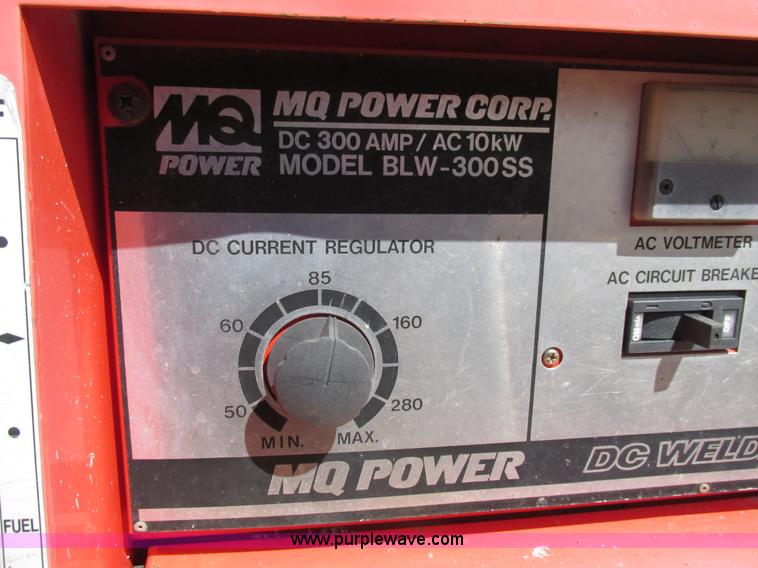 MQ
POWER
MQ POWER CORP.
DC 300 AMP / AC 10kW
MODEL BLW-300SS
DC CURRENT REGULATOR
50
60
85
160
280
MIN.
MAX.
MQ POWER
V
AC VOLTMETER
AC CIRCUIT BREAKE
OFF
DC WELD
FUEL
F
www.purplewave.com